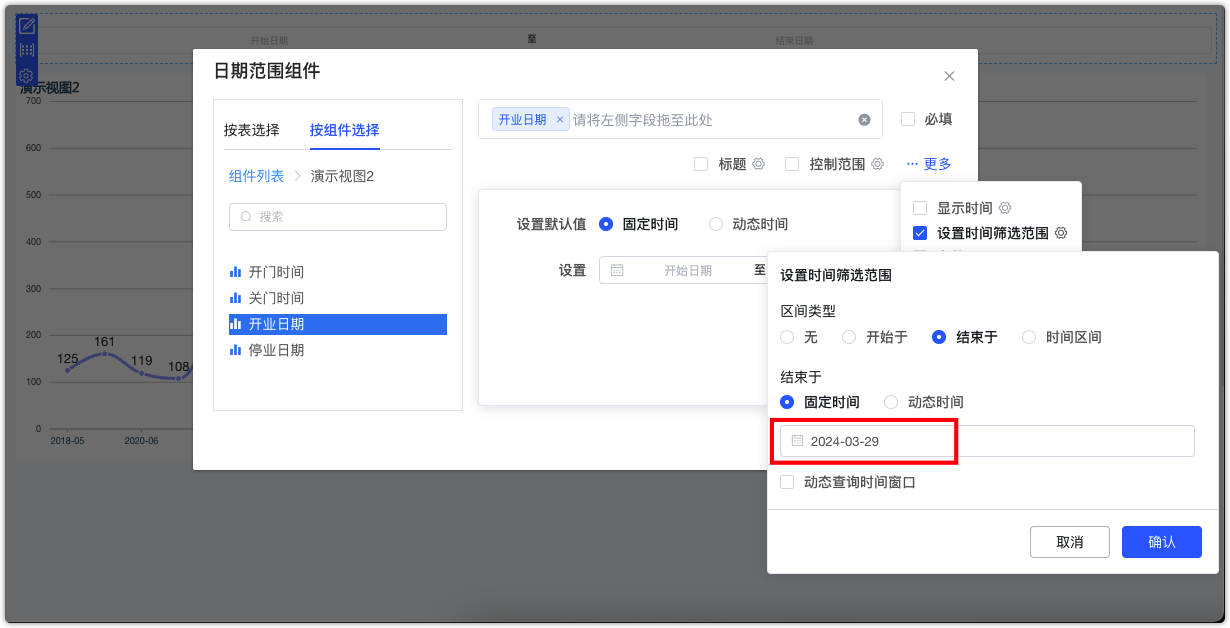 开始日期
至
结束日期
演示视图2
700
600
500
400
300
200
100
0
125
161
119
108
2018-05
2020-06
日期范围组件
按表选择
按组件选择
组件列表 > 演示视图2
搜索
开门时间
关门时间
开业日期
停业日期
开业日期 × 请将左侧字段拖至此处
必填
标题
控制范围
··· 更多
设置默认值
固定时间
动态时间
设置
开始日期
至
显示时间
设置时间筛选范围
设置时间筛选范围
区间类型
无
开始于
结束于
时间区间
结束于
固定时间
动态时间
2024-03-29
动态查询时间窗口
取消
确认